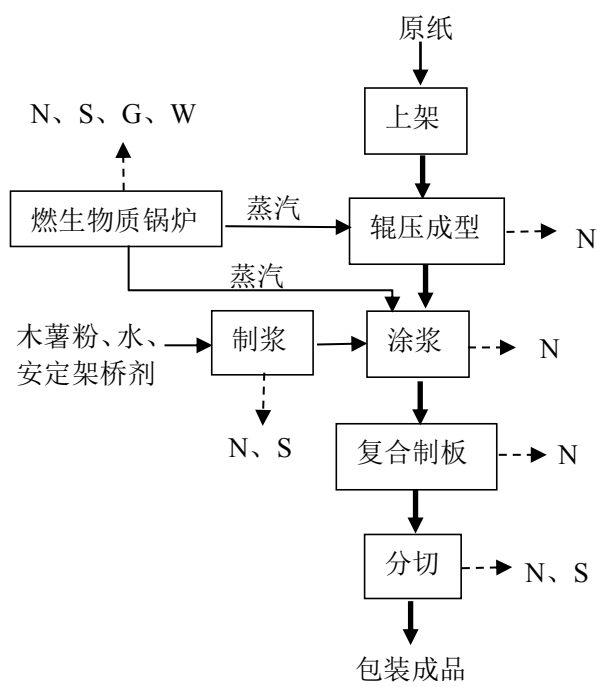 原纸
上架
N、S、G、W
燃生物质锅炉
蒸汽
辊压成型
N
蒸汽
木薯粉、水、
安定架桥剂
制浆
涂浆
N
N、S
复合制板
N
分切
N、S
包装成品